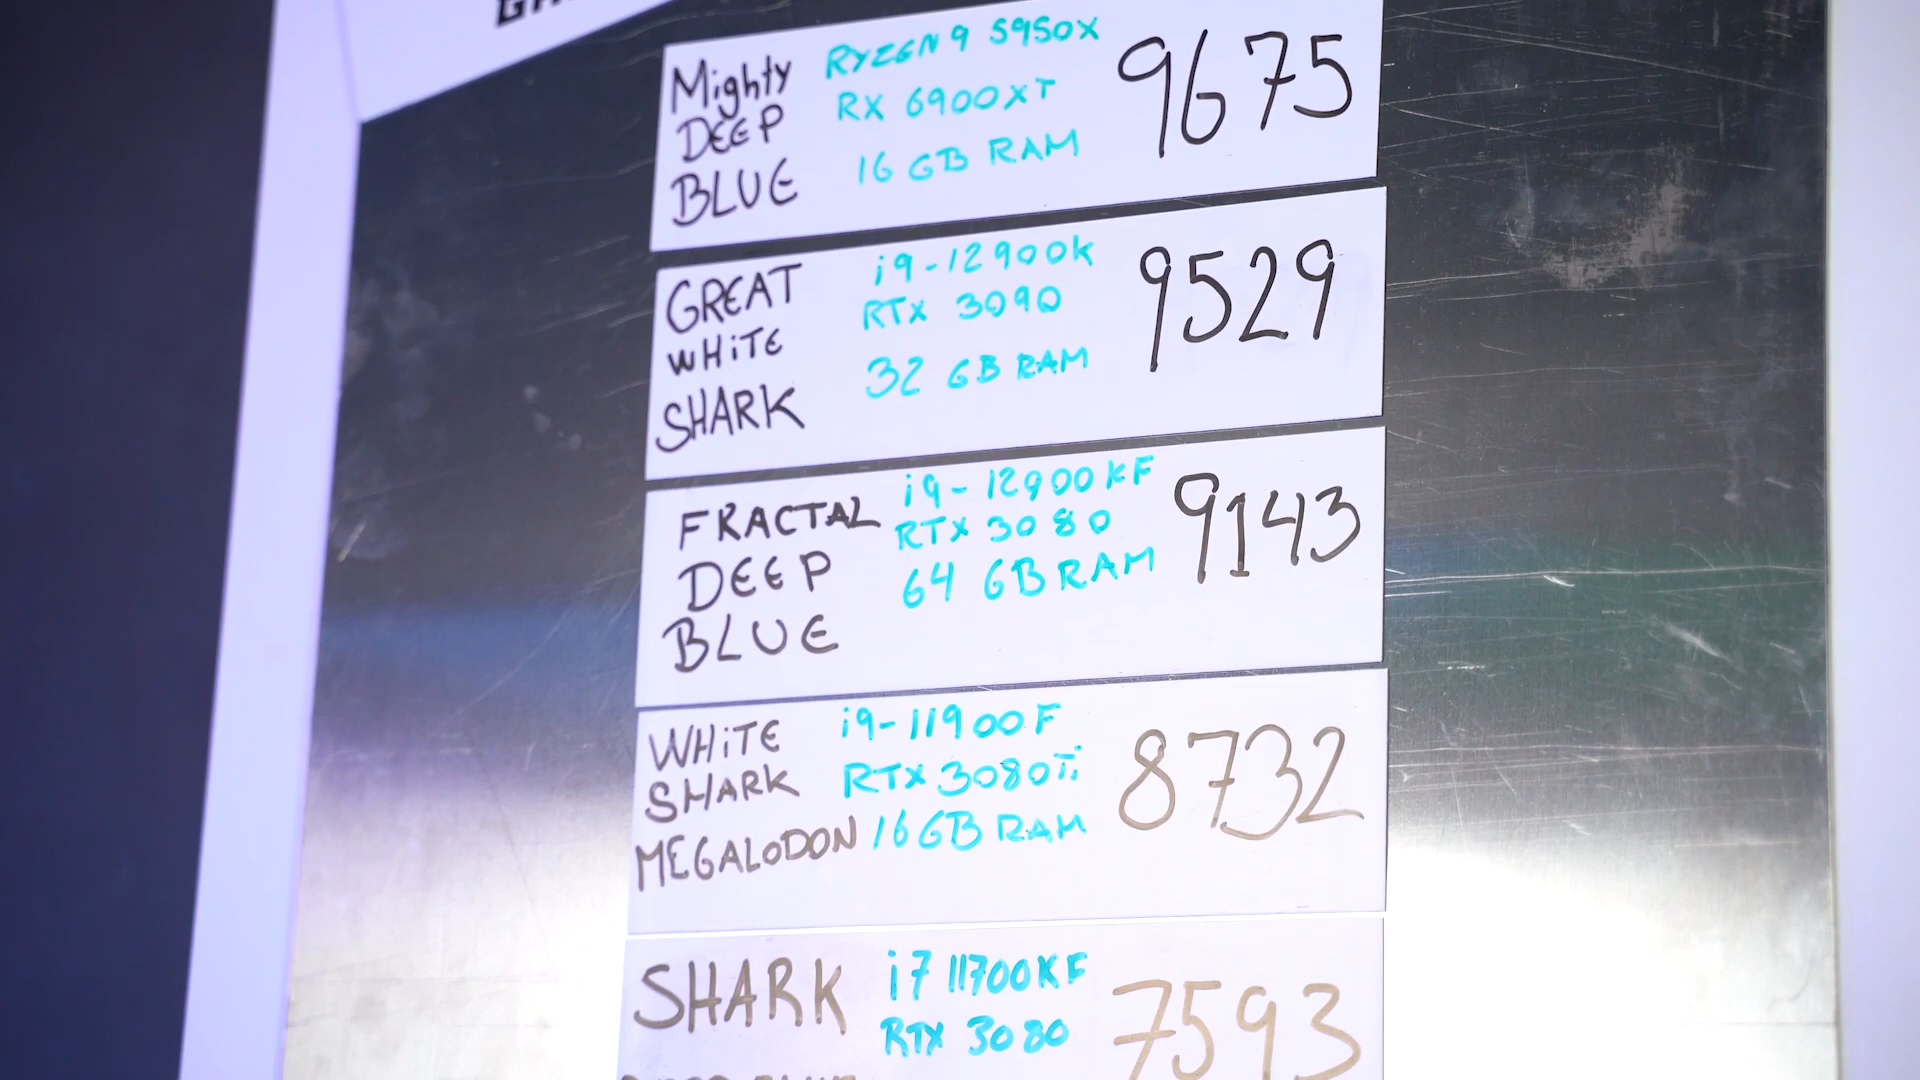 Mighty
DEEP
BLUE
RYZEN 9 5950X
RX 6900XT
16 GB RAM
9675
GREAT
WHiTE
SHARK
i9-12900k
RTX 3090
32 GB RAM
9529
FRACTAL
DEEP
BLUE
i9-12900KF
RTX 3080
64 GB RAM
9143
WHiTE
SHARK
MEGALODON
i9-11900F
RTX 3080Ti
16 GB RAM
8732
SHARK
i7 11700KF
RTX 3080
7593